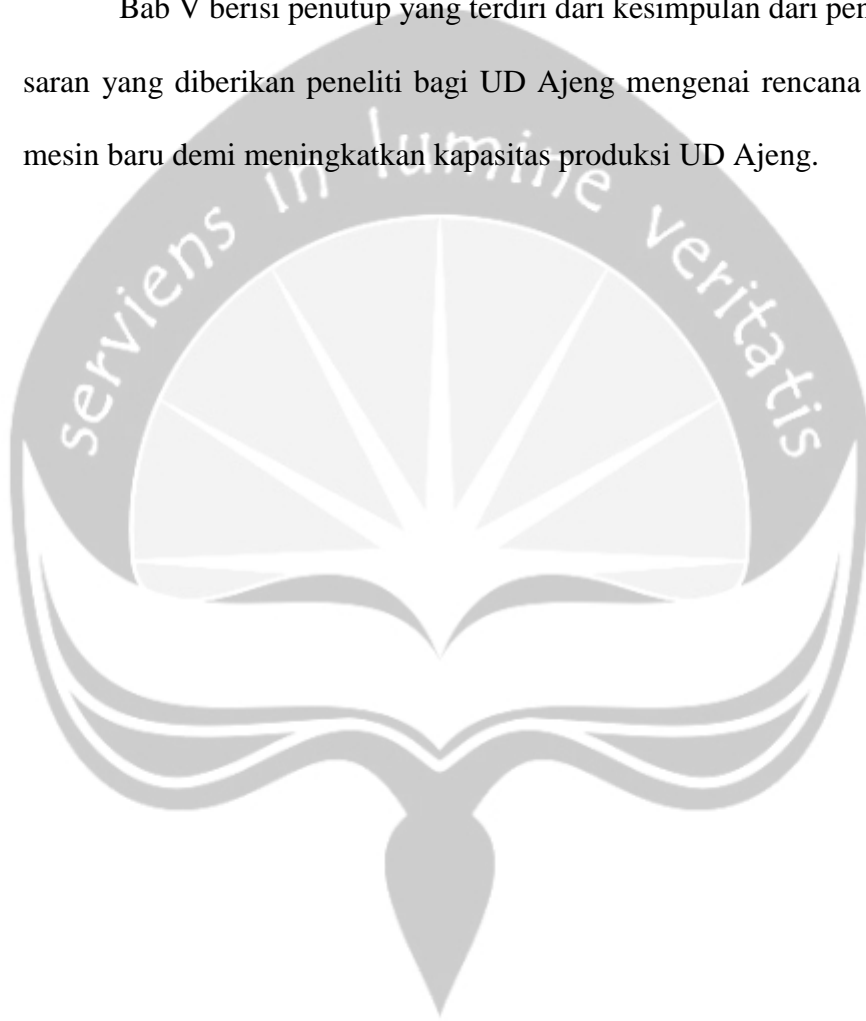 Bab V berisi penutup yang terdiri dari kesimpulan dari pen
saran yang diberikan peneliti bagi UD Ajeng mengenai rencana
mesin baru demi meningkatkan kapasitas produksi UD Ajeng.
serviens in lumine veritatis